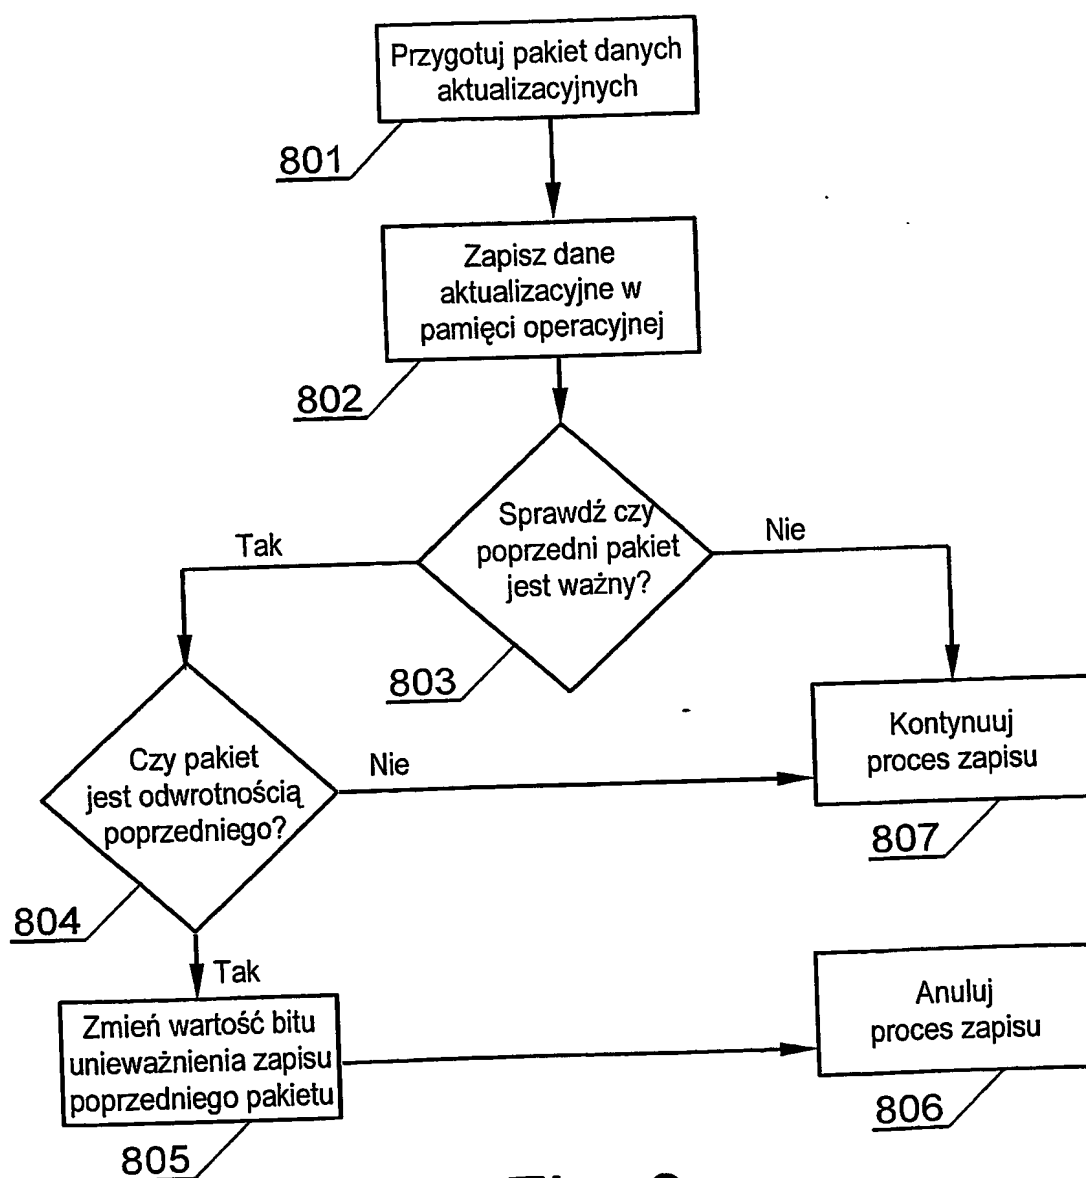 Przygotuj pakiet danych
aktualizacyjnych
801
Zapisz dane
aktualizacyjne w
pamięci operacyjnej
802
Sprawdź czy
poprzedni pakiet
jest ważny?
Tak
Nie
803
Kontynuuj
proces zapisu
807
Czy pakiet
jest odwrotnością
poprzedniego?
Nie
804
Tak
Zmień wartość bitu
unieważnienia zapisu
poprzedniego pakietu
805
Anuluj
proces zapisu
806